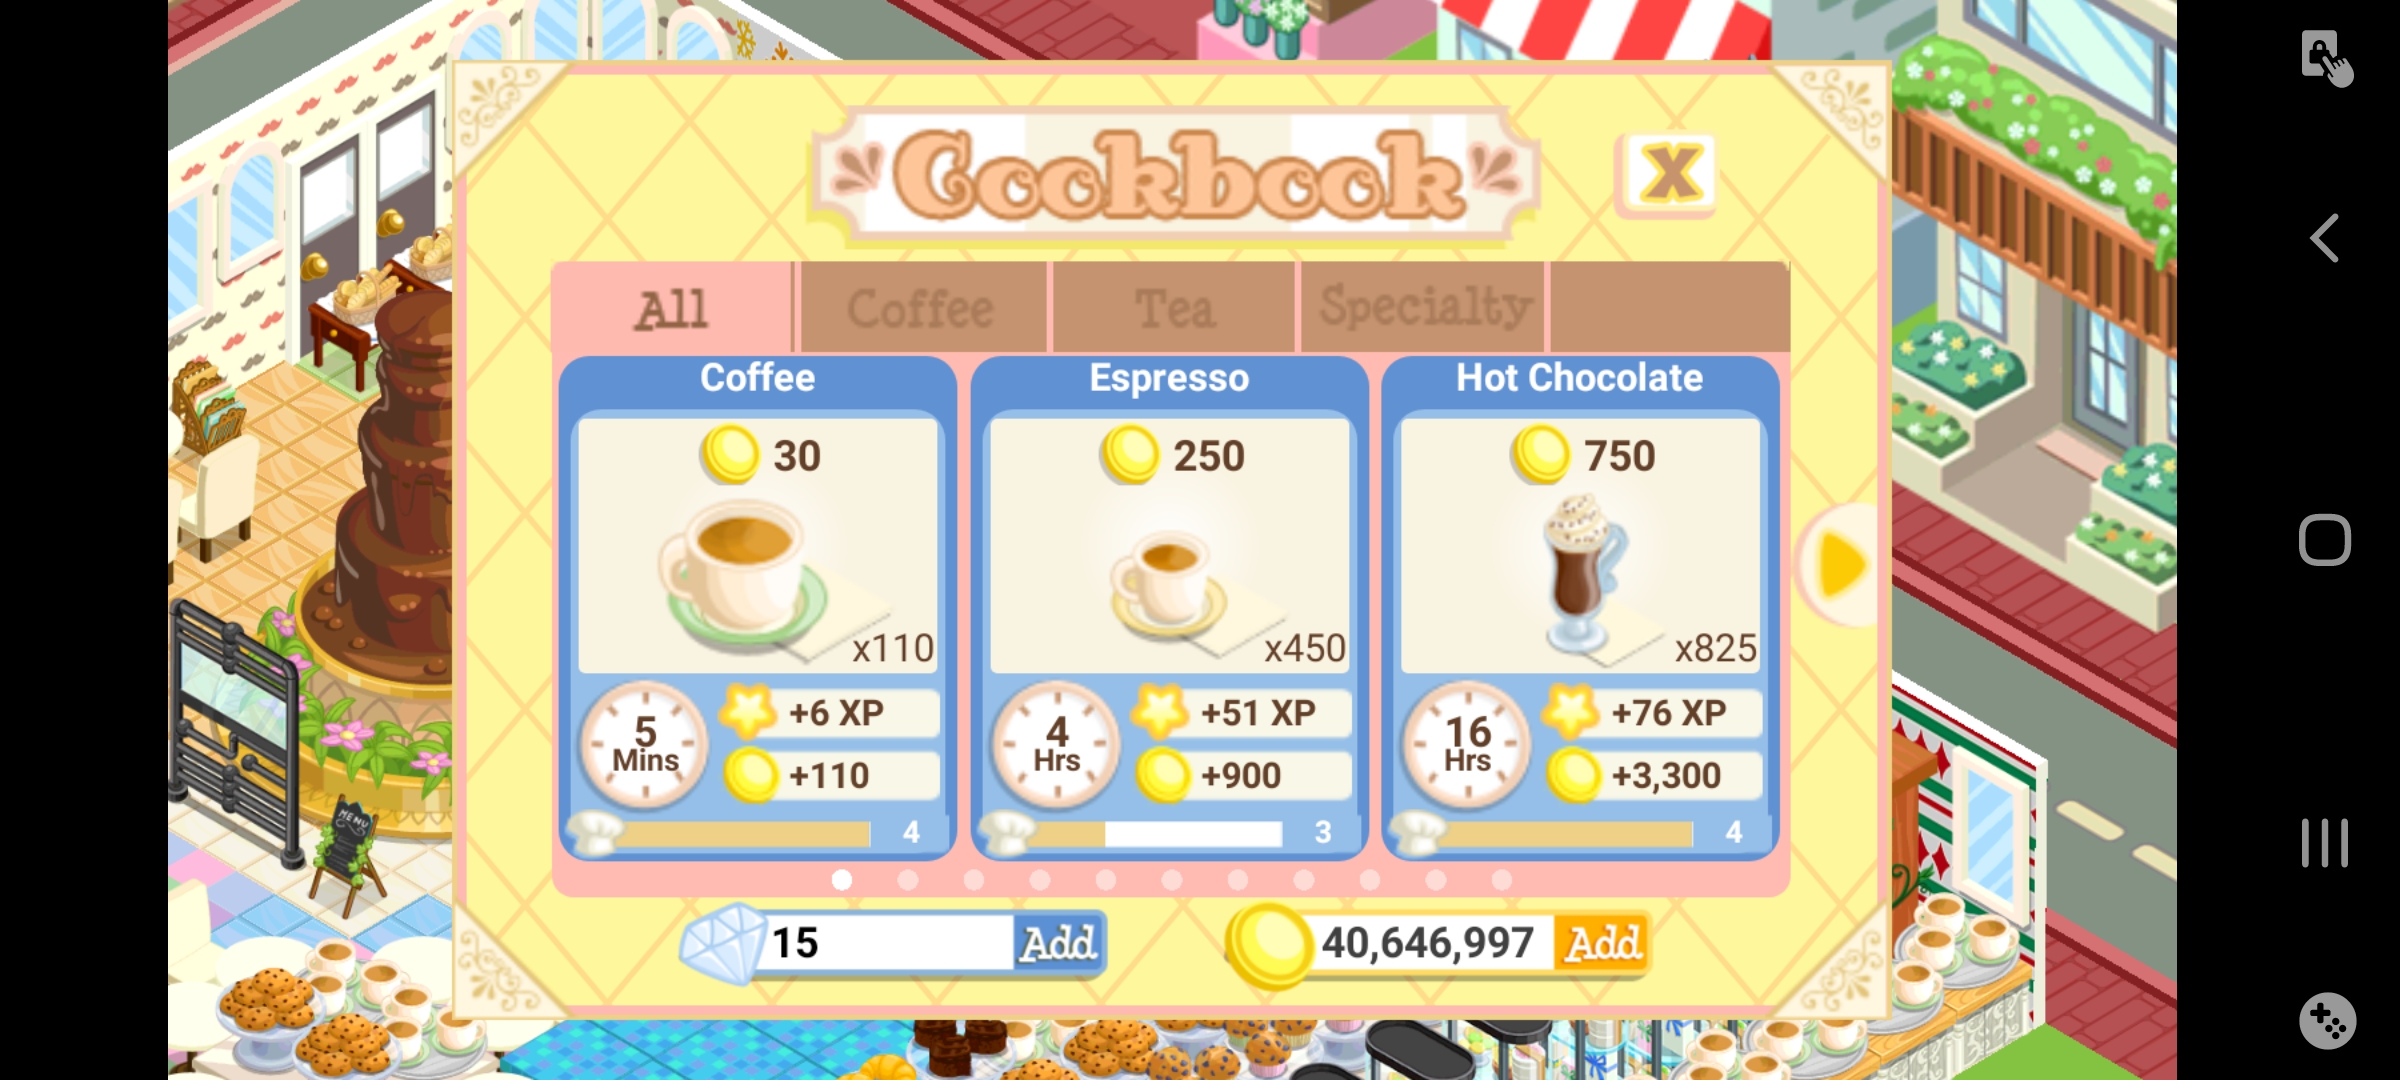 Cookbook
X
All Coffee Tea Specialty
Coffee Espresso Hot Chocolate
30 250 750
x110 x450 x825
5 Mins +6 XP +110
4 Hrs +51 XP +900
16 Hrs +76 XP +3,300
4 3 4
MENU
15 Add 40,646,997 Add